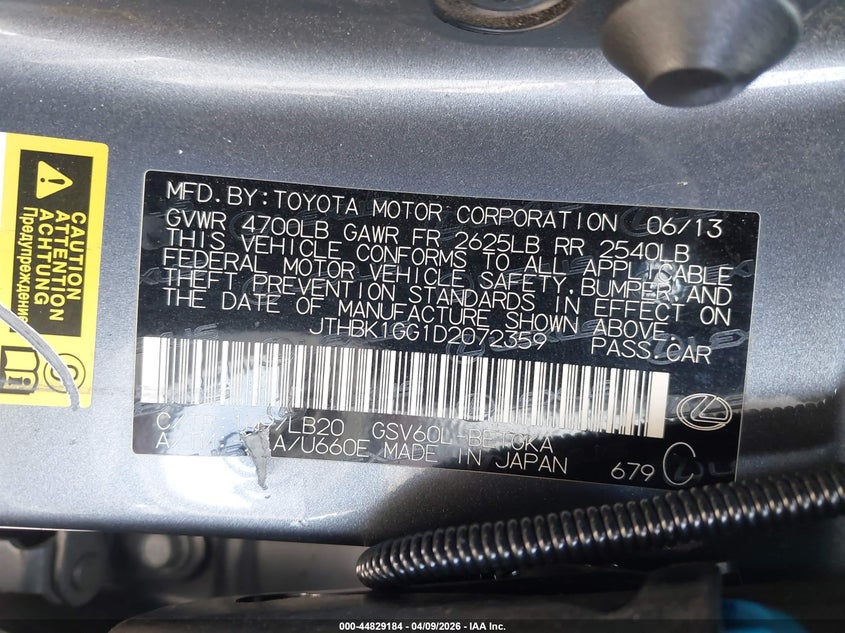 CAUTION
ATTENTION
ACHTUNG
Предупреждение
MFD.BY:TOYOTA MOTOR CORPORATION 06/13
GVWR 4700LB GAWR FR 2625LB RR 2540LB
THIS VEHICLE CONFORMS TO ALL APPLICABLE
FEDERAL MOTOR VEHICLE SAFETY,BUMPER,AND
THEFT PREVENTION STANDARDS IN EFFECT ON
THE DATE OF MANUFACTURE SHOWN ABOVE.
JTHBK1GG1D2072359 PASS.CAR
C /LB20 GSV60L-BETGKA
A/ A/U660E MADE IN JAPAN
679
000-44829184 / 04/09/2026 - IAA Inc.